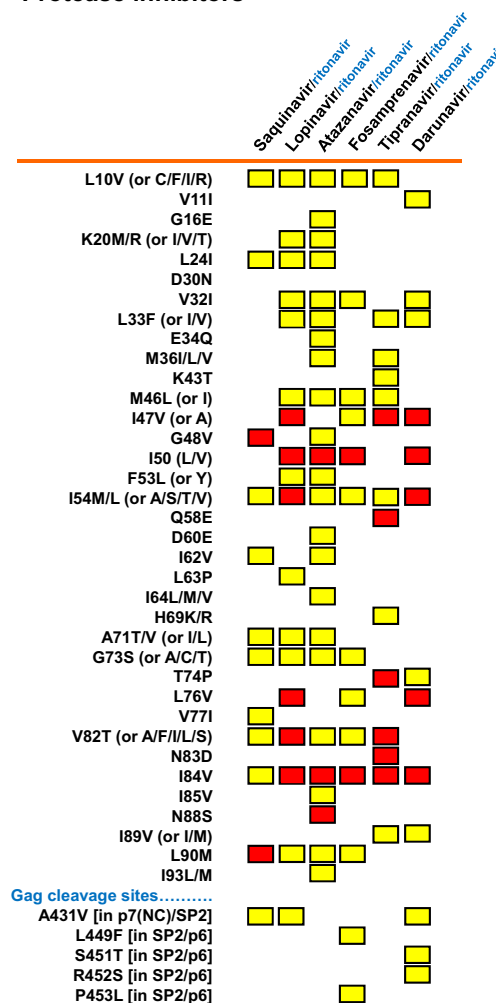 Saquinavir/ritonavir
Lopinavir/ritonavir
Atazanavir/ritonavir
Fosamprenavir/ritonavir
Tipranavir/ritonavir
Darunavir/ritonavir
L10V (or C/F/I/R)
V11I
G16E
K20M/R (or I/V/T)
L24I
D30N
V32I
L33F (or I/V)
E34Q
M36I/L/V
K43T
M46L (or I)
I47V (or A)
G48V
I50 (L/V)
F53L (or Y)
I54M/L (or A/S/T/V)
Q58E
D60E
I62V
L63P
I64L/M/V
H69K/R
A71T/V (or I/L)
G73S (or A/C/T)
T74P
L76V
V77I
V82T (or A/F/I/L/S)
N83D
I84V
I85V
N88S
I89V (or I/M)
L90M
I93L/M
Gag cleavage sites..........
A431V [in p7(NC)/SP2]
L449F [in SP2/p6]
S451T [in SP2/p6]
R452S [in SP2/p6]
P453L [in SP2/p6]